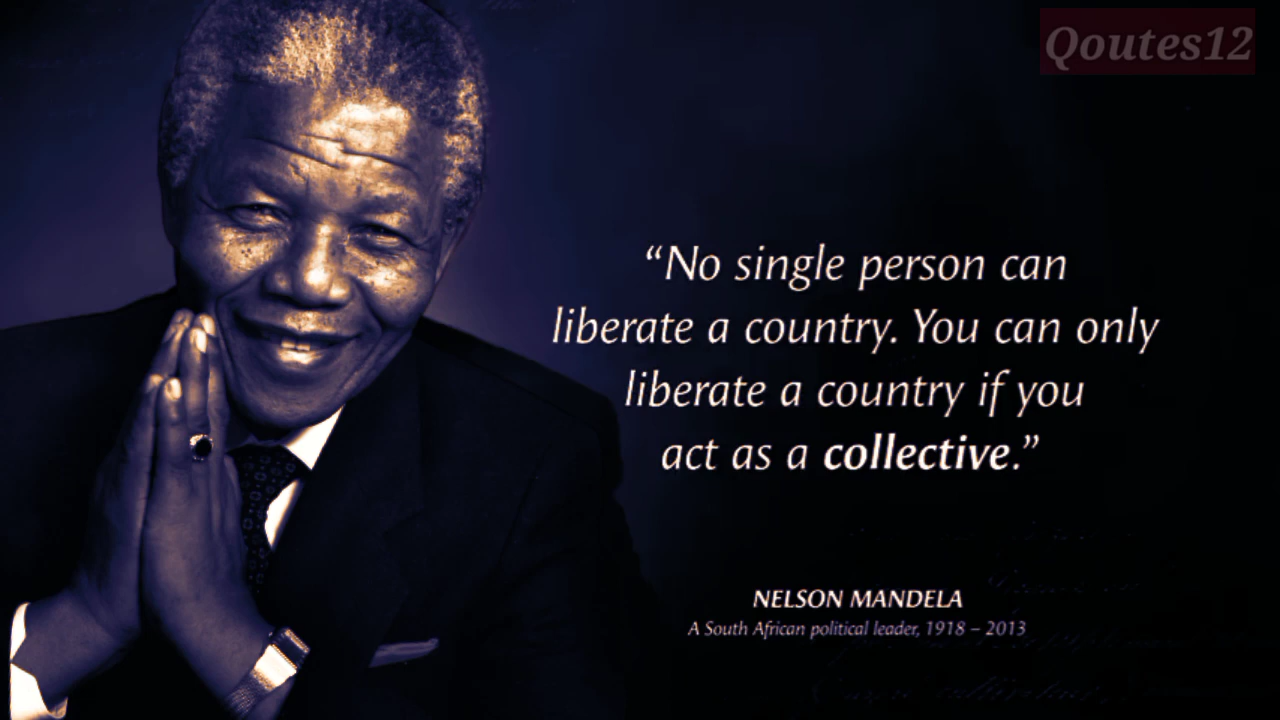 Qoutes12
“No single person can
liberate a country. You can only
liberate a country if you
act as a collective.”
NELSON MANDELA
A South African political leader, 1918 – 2013